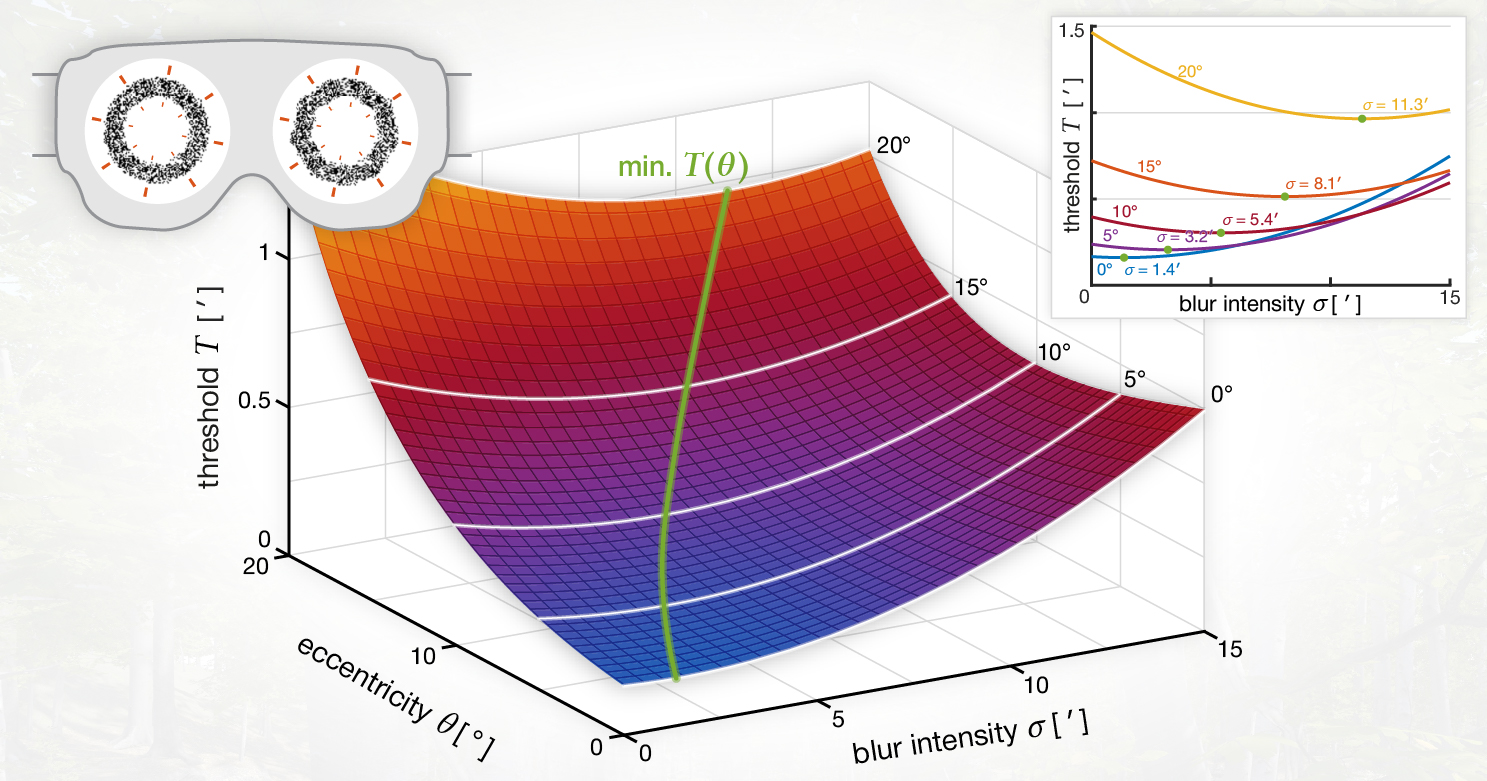 min. T(θ)
20°
15°
10°
5°
0°
threshold T [′]
1
0.5
0
20
10
0
eccentricity θ[°]
0
5
10
15
blur intensity σ[′]
1.5
threshold T [′]
20°
σ = 11.3′
15°
σ = 8.1′
10°
σ = 5.4′
5°
σ = 3.2′
0°
σ = 1.4′
0
15
blur intensity σ[′]